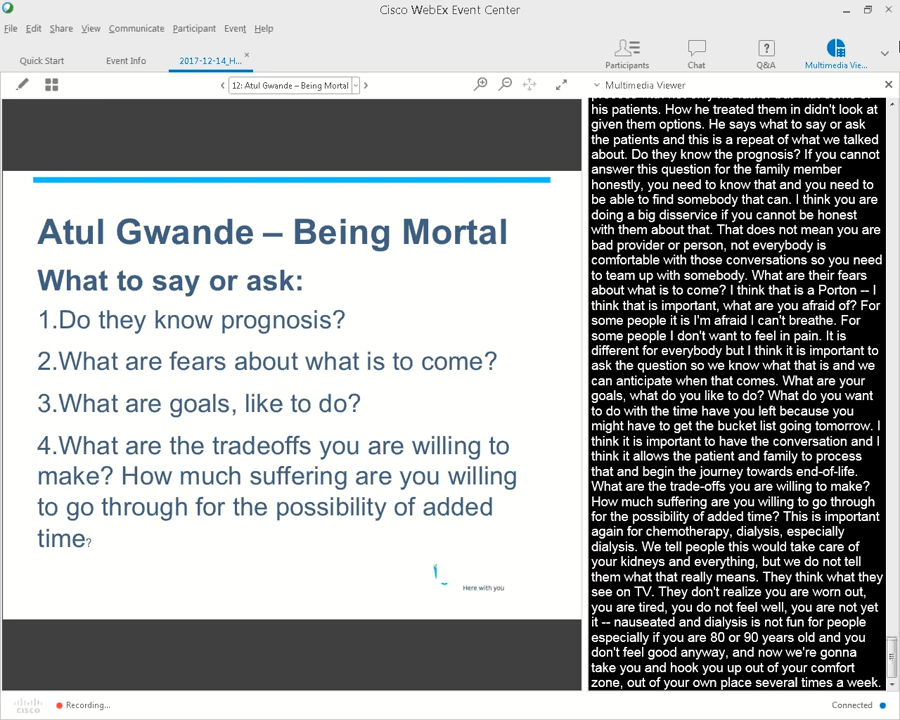 Cisco WebEx Event Center
File Edit Share View Communicate Participant Event Help
Quick Start Event Info 2017-12-14_H...
Participants Chat Q&A Multimedia Vie...
12: Atul Gwande – Being Mortal
Multimedia Viewer
Atul Gwande – Being Mortal
What to say or ask:
1.Do they know prognosis?
2.What are fears about what is to come?
3.What are goals, like to do?
4.What are the tradeoffs you are willing to
make? How much suffering are you willing
to go through for the possibility of added
time?
Here with you
his patients. How he treated them in didn't look at
given them options. He says what to say or ask
the patients and this is a repeat of what we talked
about. Do they know the prognosis? If you cannot
answer this question for the family member
honestly, you need to know that and you need to
be able to find somebody that can. I think you are
doing a big disservice if you cannot be honest
with them about that. That does not mean you are
bad provider or person, not everybody is
comfortable with those conversations so you need
to team up with somebody. What are their fears
about what is to come? I think that is a Porton -- I
think that is important, what are you afraid of? For
some people it is I'm afraid I can't breathe. For
some people I don't want to feel in pain. It is
different for everybody but I think it is important to
ask the question so we know what that is and we
can anticipate when that comes. What are your
goals, what do you like to do? What do you want
to do with the time have you left because you
might have to get the bucket list going tomorrow. I
think it is important to have the conversation and I
think it allows the patient and family to process
that and begin the journey towards end-of-life.
What are the trade-offs you are willing to make?
How much suffering are you willing to go through
for the possibility of added time? This is important
again for chemotherapy, dialysis, especially
dialysis. We tell people this would take care of
your kidneys and everything, but we do not tell
them what that really means. They think what they
see on TV. They don't realize you are worn out,
you are tired, you do not feel well, you are not yet
it -- nauseated and dialysis is not fun for people
especially if you are 80 or 90 years old and you
don't feel good anyway, and now we're gonna
take you and hook you up out of your comfort
zone, out of your own place several times a week.
cisco
Recording...
Connected